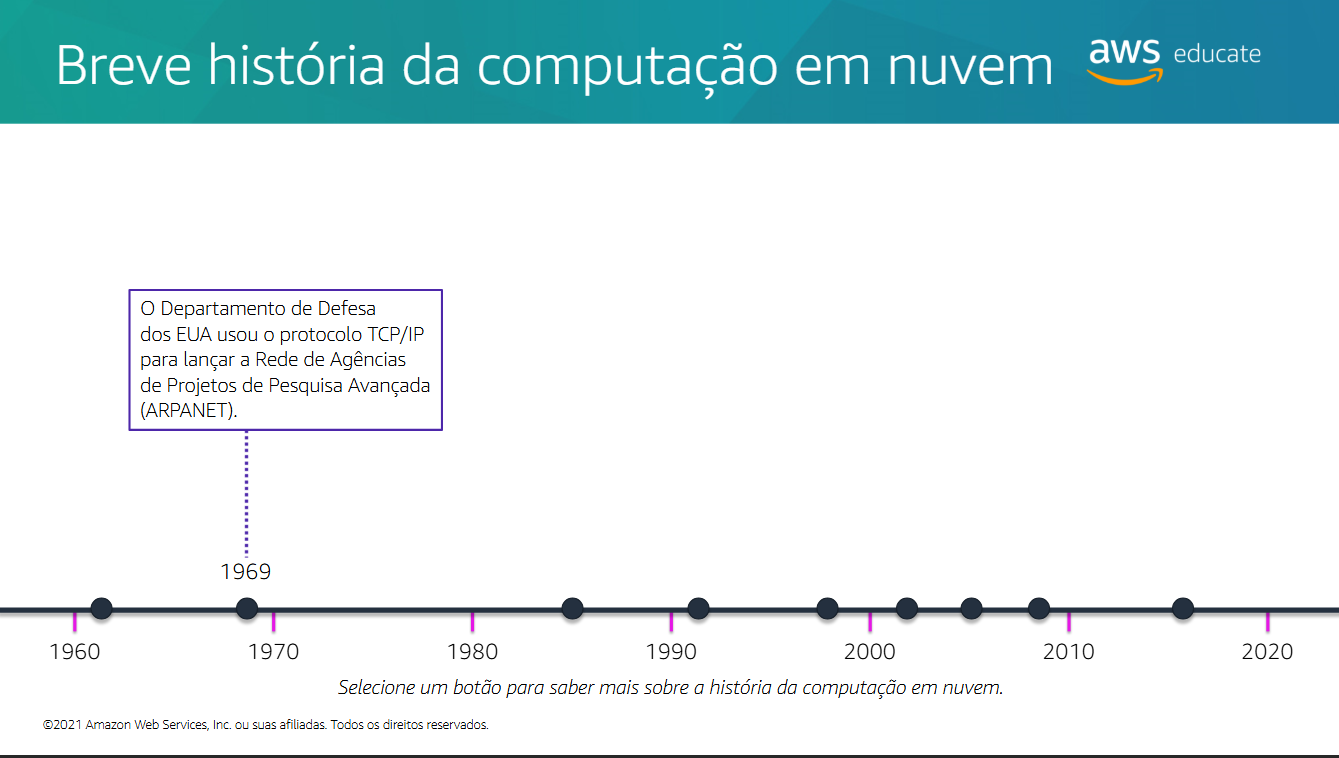 Breve história da computação em nuvem
aws educate
O Departamento de Defesa
dos EUA usou o protocolo TCP/IP
para lançar a Rede de Agências
de Projetos de Pesquisa Avançada
(ARPANET).
1969
1960 1970 1980 1990 2000 2010 2020
Selecione um botão para saber mais sobre a história da computação em nuvem.
©2021 Amazon Web Services, Inc. ou suas afiliadas. Todos os direitos reservados.